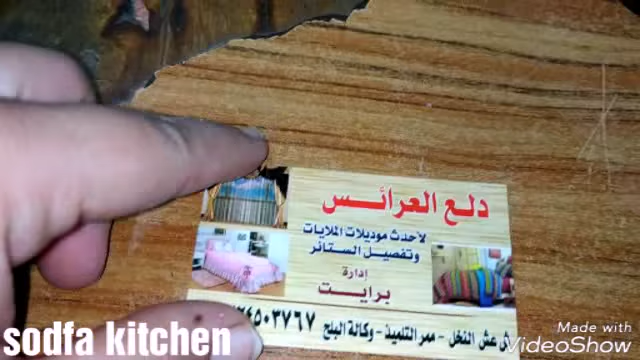 دلع العرائس
لأحدث موديلات الملايات
وتفصيل الستائر
إدارة
برايت
عش النخل - ممر التلميذ - وكالة البلح
sodfa kitchen
Made with
VideoShow